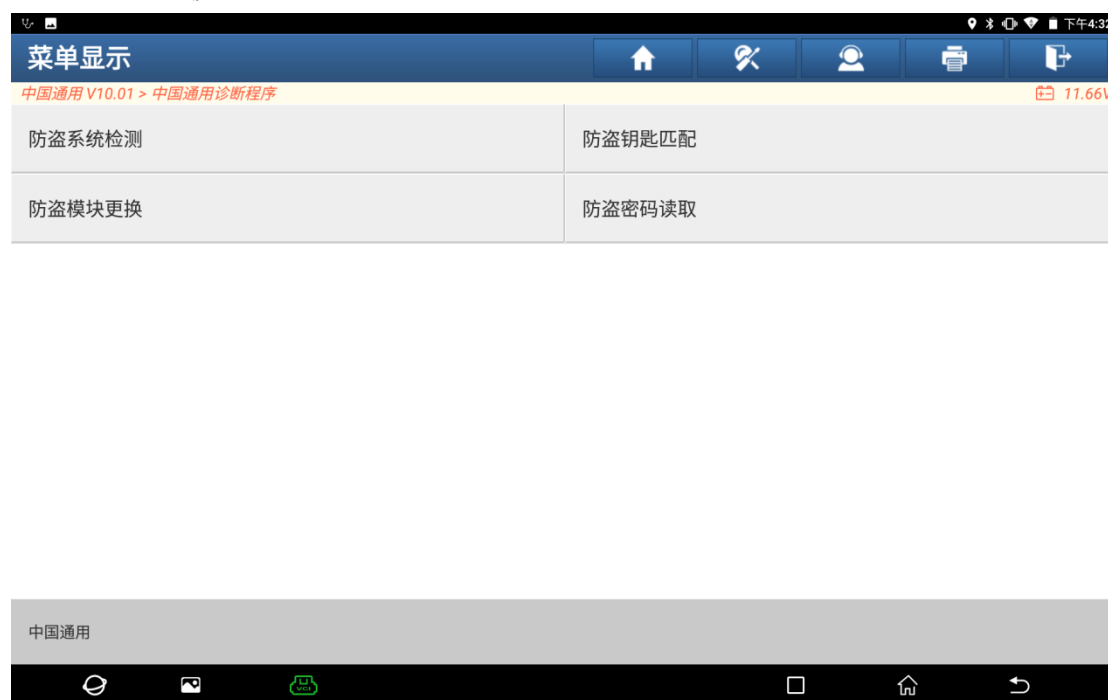 下午4:32
菜单显示
中国通用 V10.01 > 中国通用诊断程序
11.66V
防盗系统检测
防盗钥匙匹配
防盗模块更换
防盗密码读取
中国通用
VCI